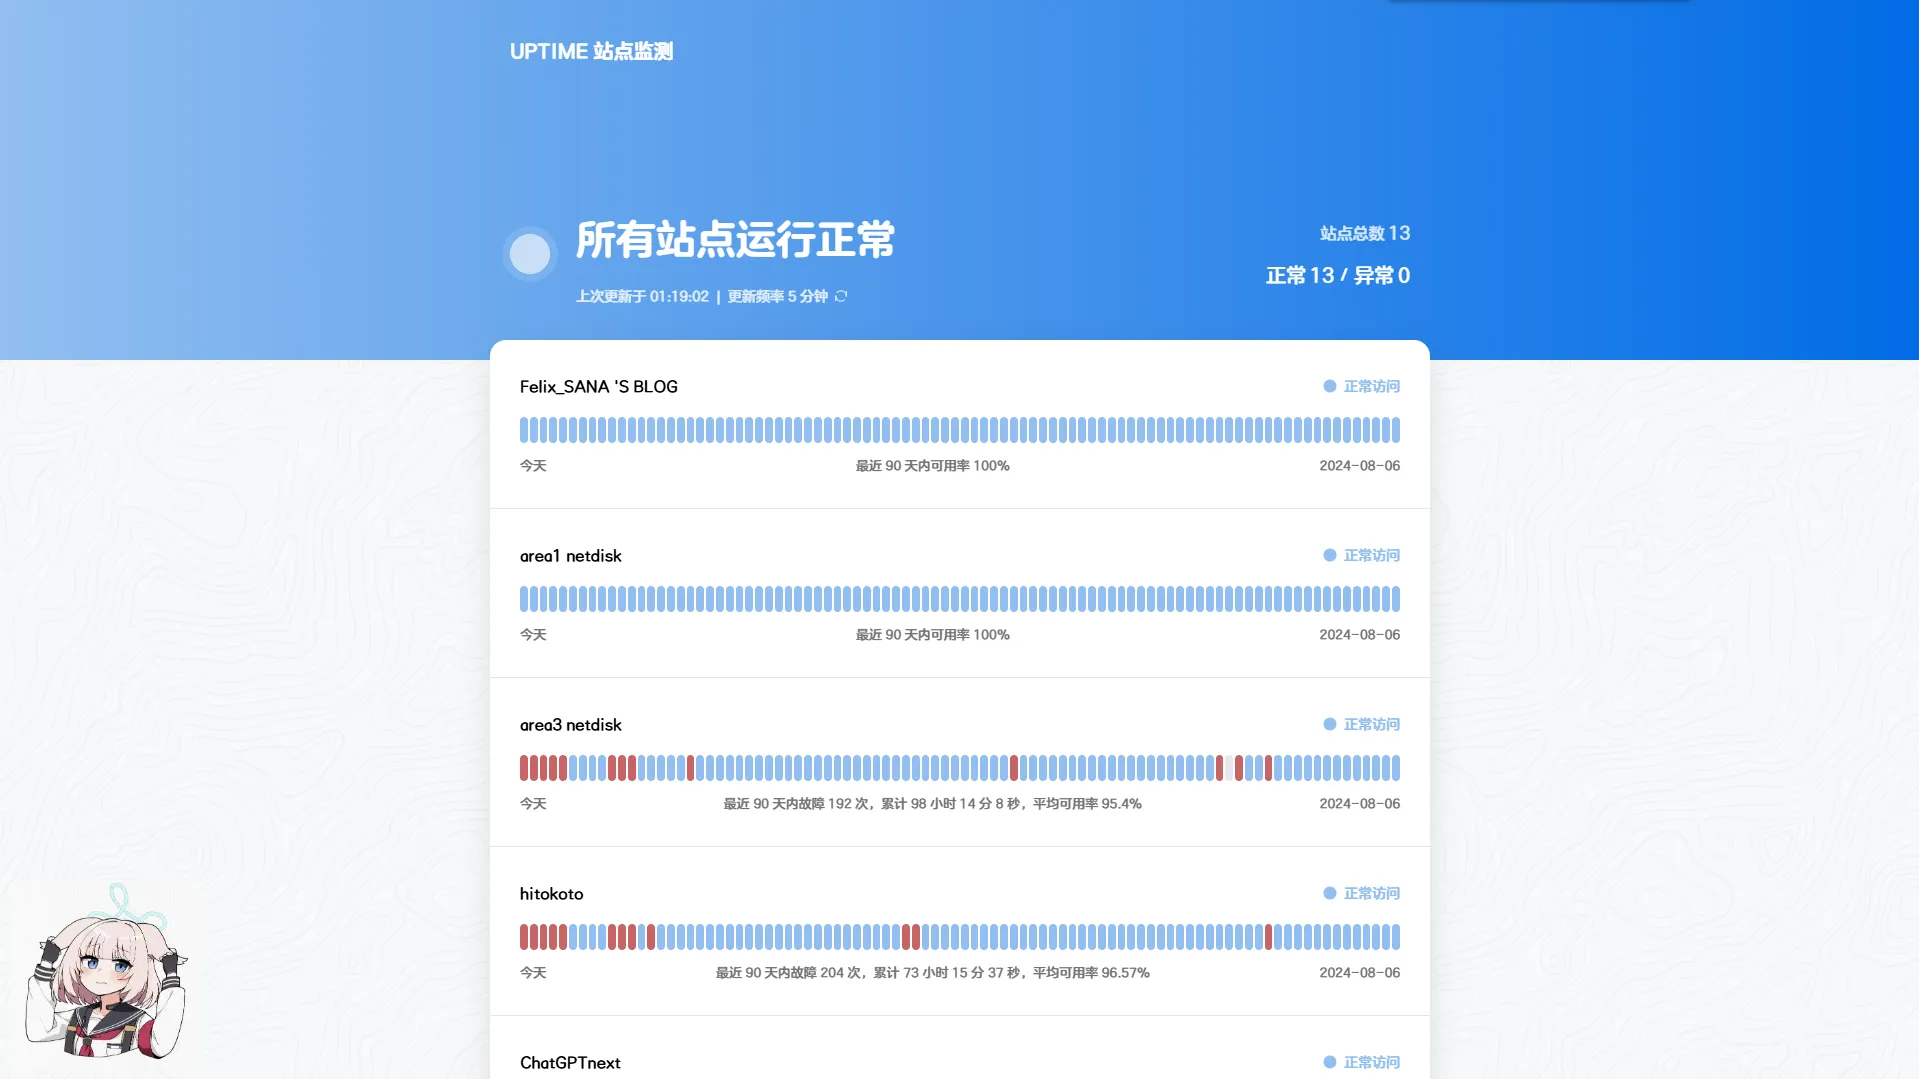 UPTIME 站点监测
所有站点运行正常
上次更新于 01:19:02 | 更新频率 5 分钟
站点总数 13
正常 13 / 异常 0
Felix_SANA 'S BLOG
正常访问
今天
最近 90 天内可用率 100%
2024-08-06
area1 netdisk
正常访问
今天
最近 90 天内可用率 100%
2024-08-06
area3 netdisk
正常访问
今天
最近 90 天内故障 192 次，累计 98 小时 14 分 8 秒，平均可用率 95.4%
2024-08-06
hitokoto
正常访问
今天
最近 90 天内故障 204 次，累计 73 小时 15 分 37 秒，平均可用率 96.57%
2024-08-06
ChatGPTnext
正常访问